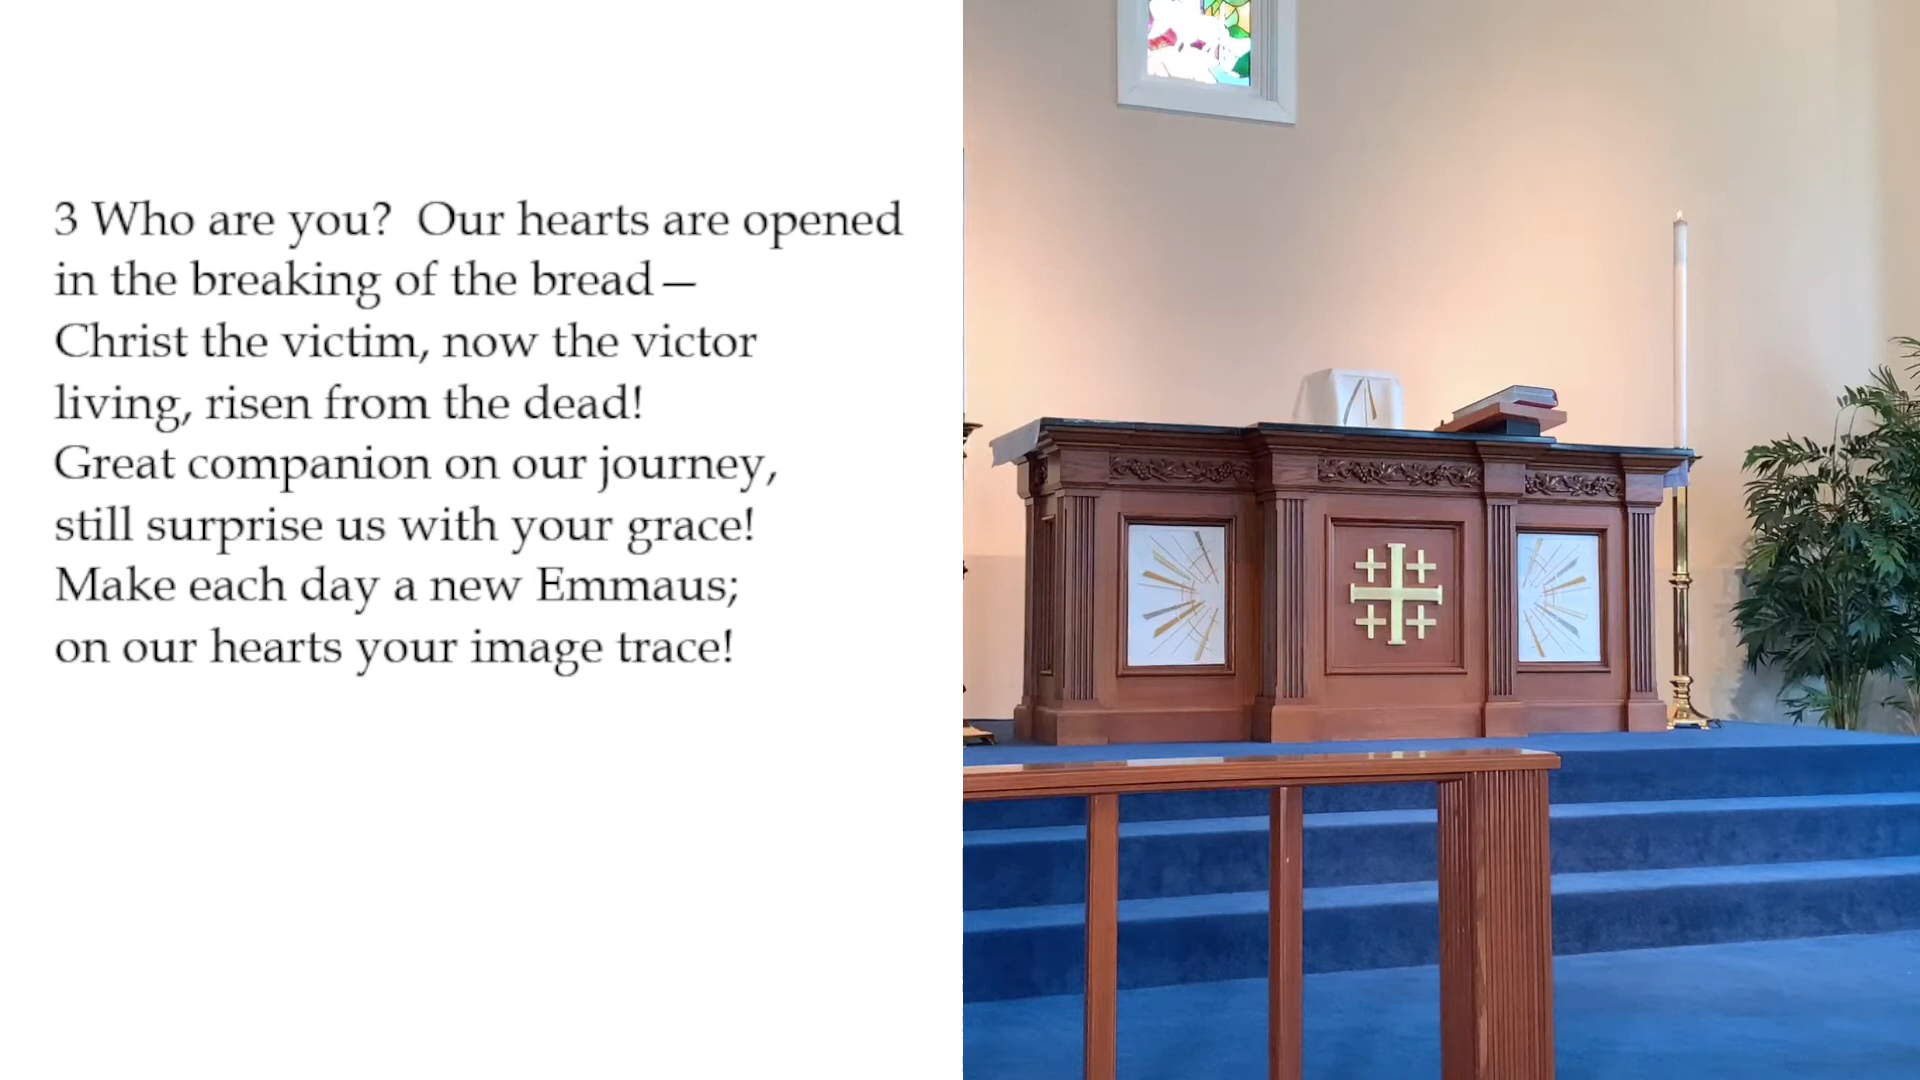 3 Who are you?  Our hearts are opened
in the breaking of the bread—
Christ the victim, now the victor
living, risen from the dead!
Great companion on our journey,
still surprise us with your grace!
Make each day a new Emmaus;
on our hearts your image trace!